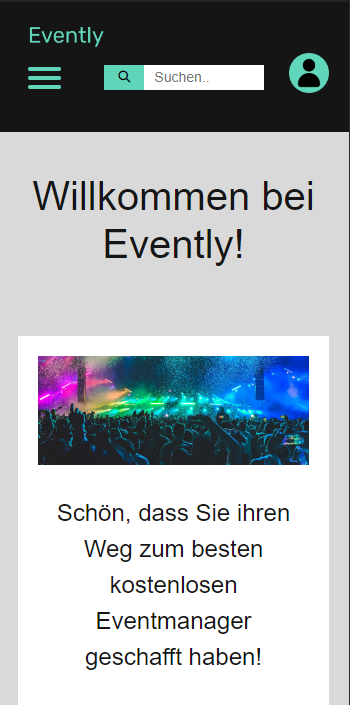 Evently
Suchen..
Willkommen bei
Evently!
Schön, dass Sie ihren
Weg zum besten
kostenlosen
Eventmanager
geschafft haben!